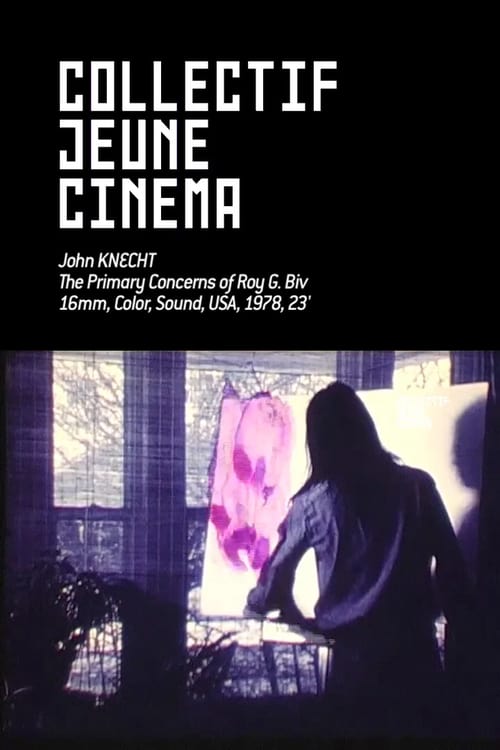 COLLECTIF
JEUNE
CINEMA
John KNECHT
The Primary Concerns of Roy G. Biv
16mm, Color, Sound, USA, 1978, 23'